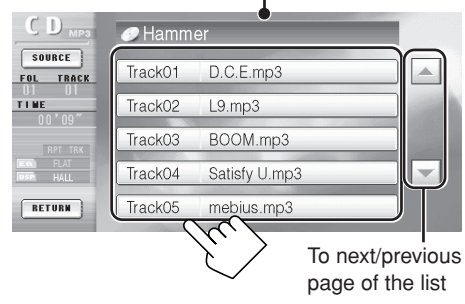 CD MP3
Hammer
SOURCE
FOL TRACK
01 01
TIME
00'09"
RPT TRK
EQ FLAT
DSP HALL
RETURN
Track01 D.C.E.mp3
Track02 L9.mp3
Track03 BOOM.mp3
Track04 Satisfy U.mp3
Track05 mebius.mp3
To next/previous
page of the list